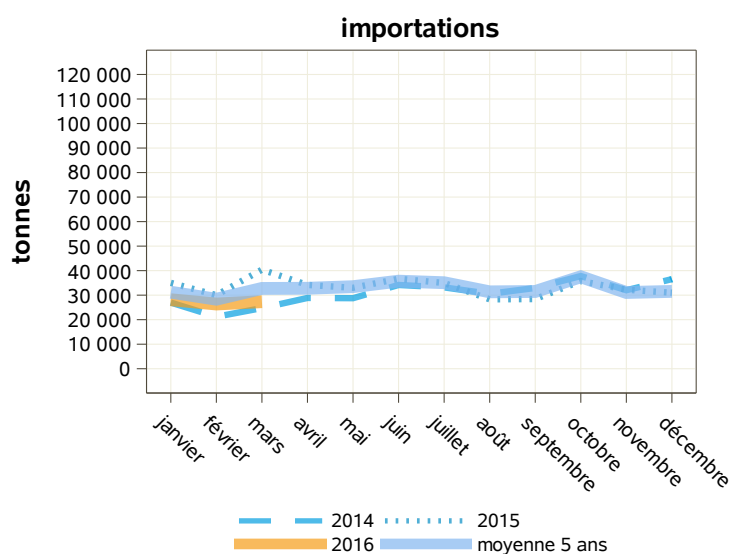 importations
tonnes
120 000
110 000
100 000
90 000
80 000
70 000
60 000
50 000
40 000
30 000
20 000
10 000
0
janvier
février
mars
avril
mai
juin
juillet
août
septembre
octobre
novembre
décembre
2014
2015
2016
moyenne 5 ans